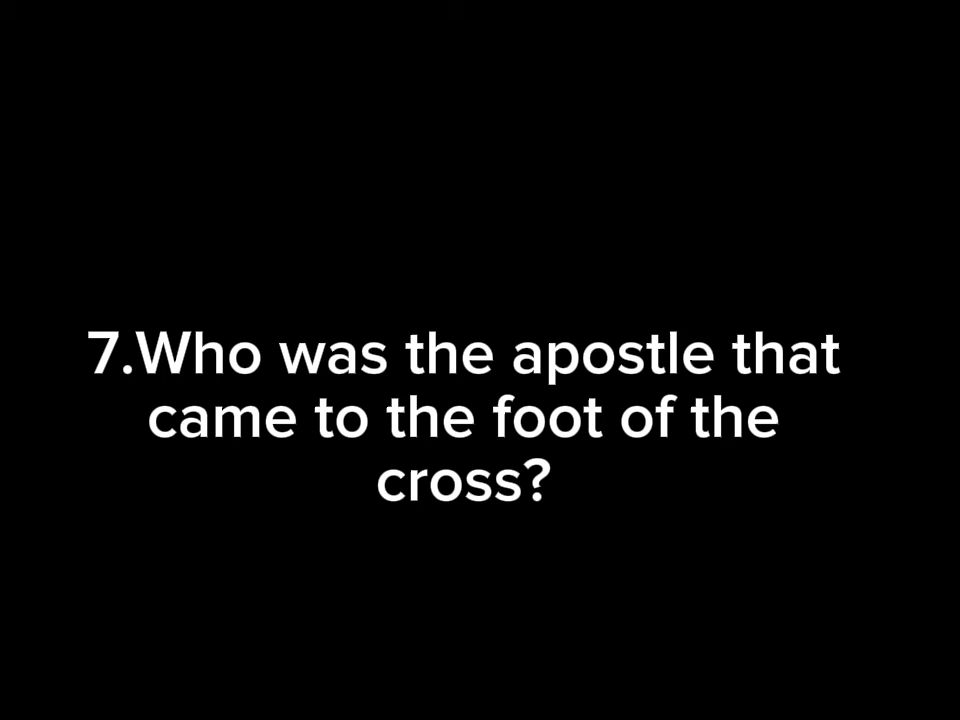 7.Who was the apostle that
came to the foot of the
cross?